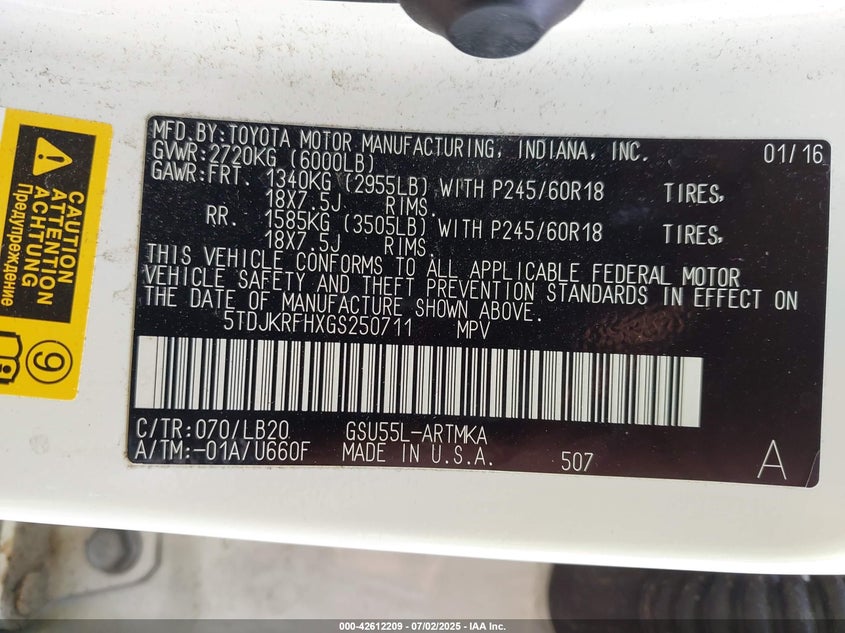 MFD.BY:TOYOTA MOTOR MANUFACTURING, INDIANA, INC. 01/16
GVWR:2720KG (6000LB)
GAWR:FRT. 1340KG (2955LB) WITH P245/60R18 TIRES,
18X7.5J RIMS.
RR. 1585KG (3505LB) WITH P245/60R18 TIRES,
18X7.5J RIMS.
THIS VEHICLE CONFORMS TO ALL APPLICABLE FEDERAL MOTOR
VEHICLE SAFETY AND THEFT PREVENTION STANDARDS IN EFFECT ON
THE DATE OF MANUFACTURE SHOWN ABOVE.
5TDJKRFHXGS250711 MPV
C/TR:070/LB20 GSU55L-ARTMKA
A/TM:-01A/U660F MADE IN U.S.A. 507 A
CAUTION
ATTENTION
ACHTUNG
Предупреждение
9
000-42612209 - 07/02/2025 - IAA Inc.